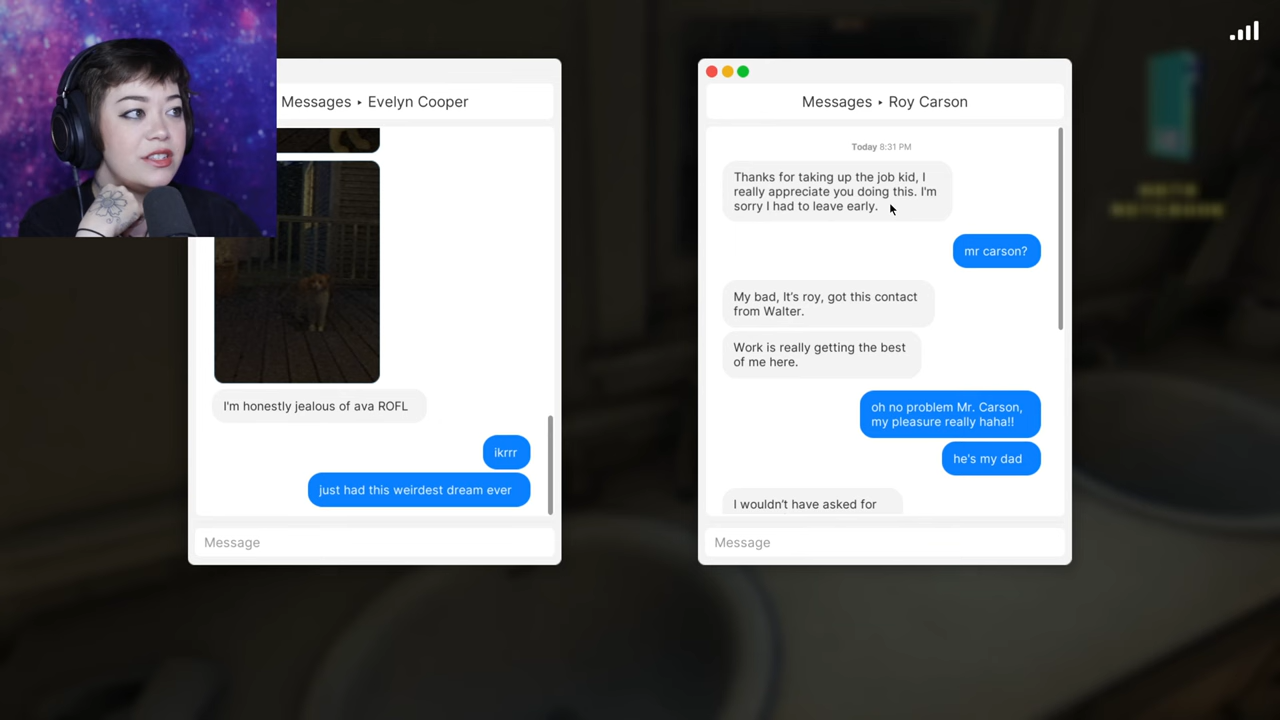 Messages ▸ Evelyn Cooper
I'm honestly jealous of ava ROFL
ikrrr
just had this weirdest dream ever
Message
Messages ▸ Roy Carson
Today 8:31 PM
Thanks for taking up the job kid, I
really appreciate you doing this. I'm
sorry I had to leave early.
mr carson?
My bad, It's roy, got this contact
from Walter.
Work is really getting the best
of me here.
oh no problem Mr. Carson,
my pleasure really haha!!
he's my dad
I wouldn't have asked for
Message